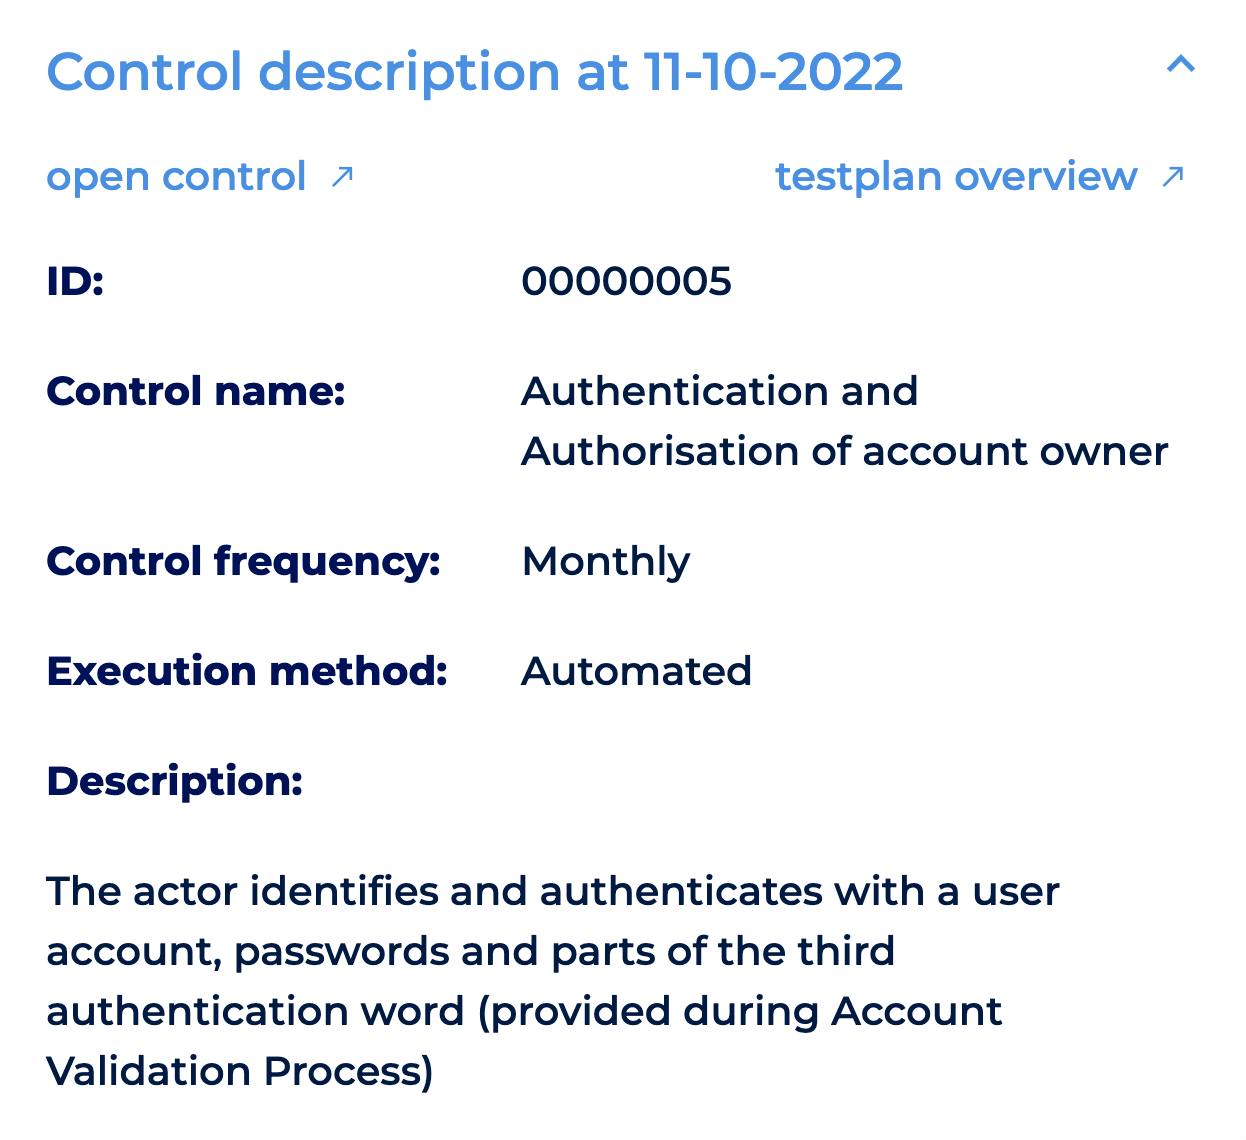 Control description at 11-10-2022
open control
testplan overview
ID: 00000005
Control name: Authentication and
Authorisation of account owner
Control frequency: Monthly
Execution method: Automated
Description:
The actor identifies and authenticates with a user
account, passwords and parts of the third
authentication word (provided during Account
Validation Process)